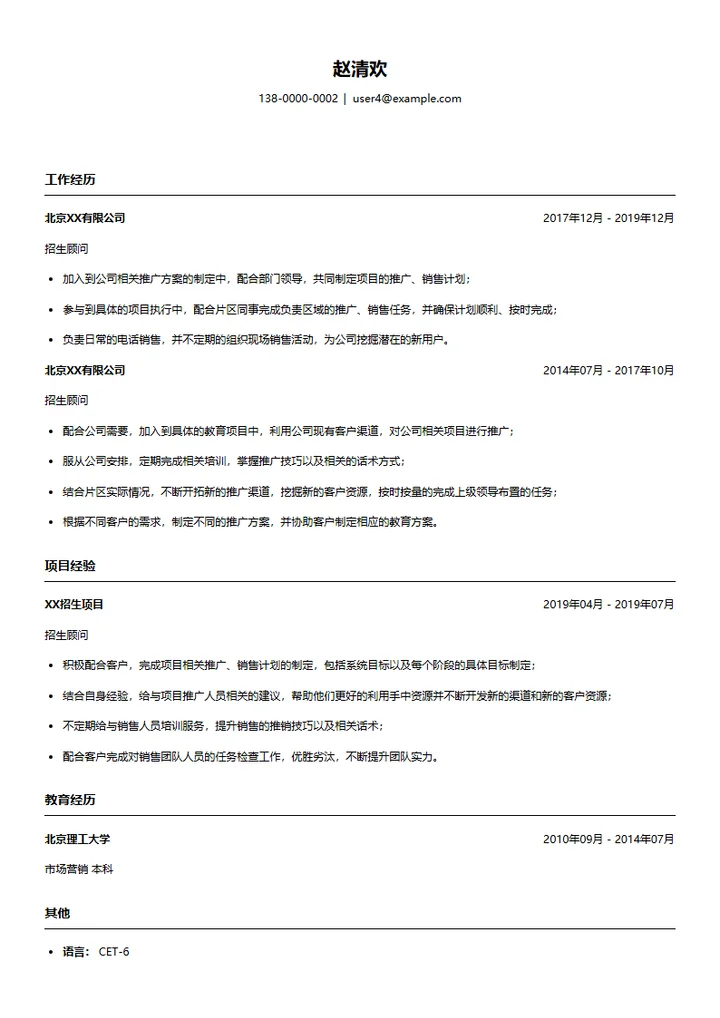 赵清欢
138-0000-0002 | user4@example.com
工作经历
北京XX有限公司 2017年12月 - 2019年12月
招生顾问
• 加入到公司相关推广方案的制定中，配合部门领导，共同制定项目的推广、销售计划；
• 参与到具体的项目执行中，配合片区同事完成负责区域的推广、销售任务，并确保计划顺利、按时完成；
• 负责日常的电话销售，并不定期的组织现场销售活动，为公司挖掘潜在的新用户。
北京XX有限公司 2014年07月 - 2017年10月
招生顾问
• 配合公司需要，加入到具体的教育项目中，利用公司现有客户渠道，对公司相关项目进行推广；
• 服从公司安排，定期完成相关培训，掌握推广技巧以及相关的话术方式；
• 结合片区实际情况，不断开拓新的推广渠道，挖掘新的客户资源，按时按量的完成上级领导布置的任务；
• 根据不同客户的需求，制定不同的推广方案，并协助客户制定相应的教育方案。
项目经验
XX招生项目 2019年04月 - 2019年07月
招生顾问
• 积极配合客户，完成项目相关推广、销售计划的制定，包括系统目标以及每个阶段的具体目标制定；
• 结合自身经验，给与项目推广人员相关的建议，帮助他们更好的利用手中资源并不断开发新的渠道和新的客户资源；
• 不定期给与销售人员培训服务，提升销售的推销技巧以及相关话术；
• 配合客户完成对销售团队人员的任务检查工作，优胜劣汰，不断提升团队实力。
教育经历
北京理工大学 2010年09月 - 2014年07月
市场营销 本科
其他
• 语言： CET-6